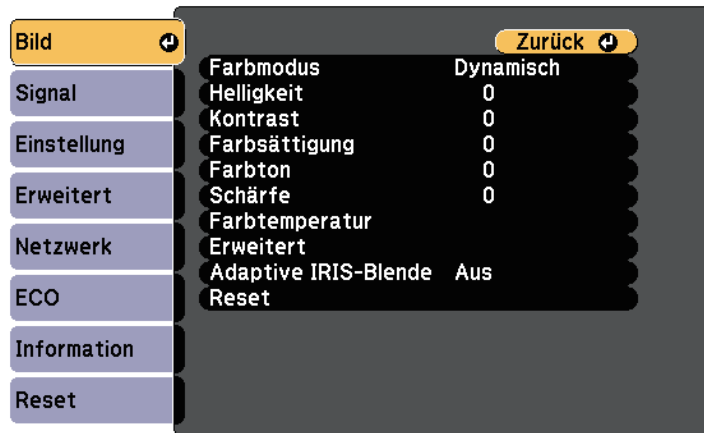 Bild
Signal
Einstellung
Erweitert
Netzwerk
ECO
Information
Reset
Zurück
Farbmodus Dynamisch
Helligkeit 0
Kontrast 0
Farbsättigung 0
Farbton 0
Schärfe 0
Farbtemperatur
Erweitert
Adaptive IRIS-Blende Aus
Reset